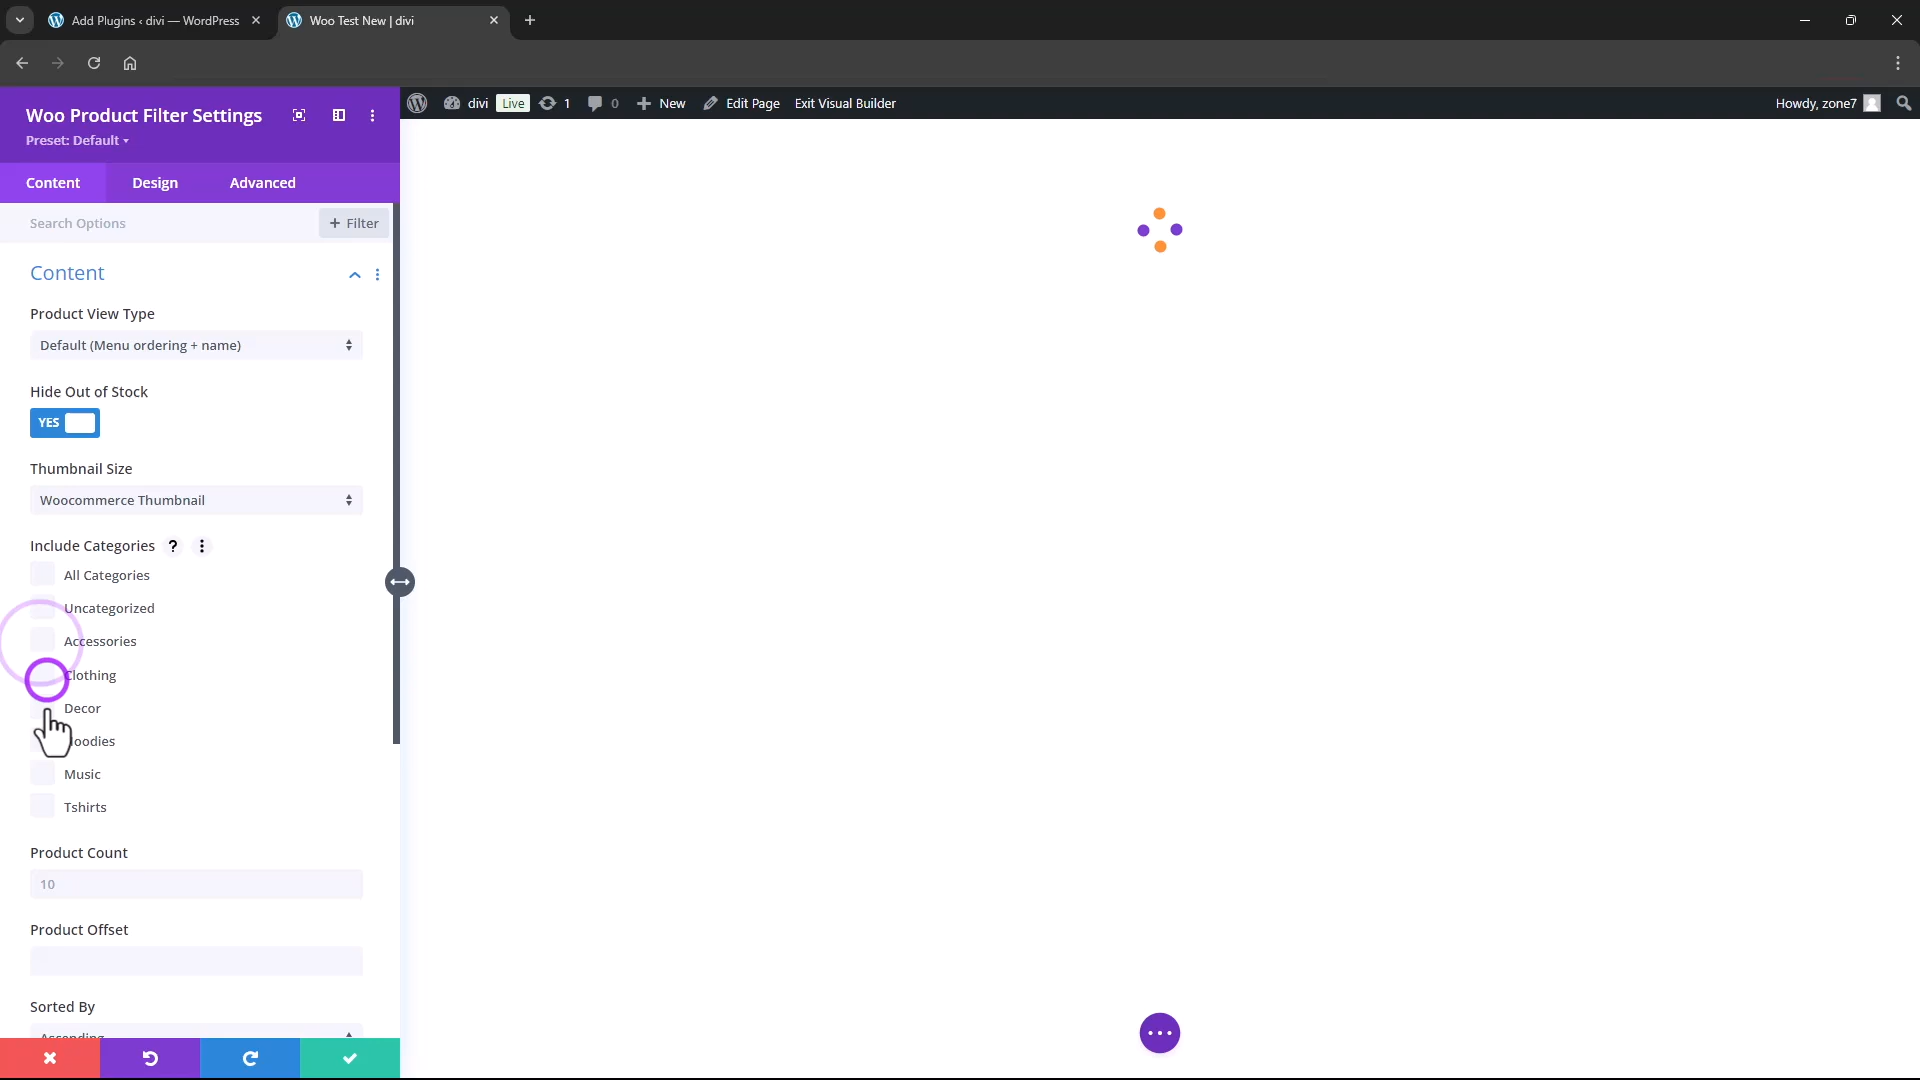 Add Plugins ‹ divi — WordPress
Woo Test New | divi
Woo Product Filter Settings
Preset: Default
divi Live 1 0 New Edit Page Exit Visual Builder
Howdy, zone7
Content Design Advanced
Search Options
+ Filter
Content
Product View Type
Default (Menu ordering + name)
Hide Out of Stock
YES
Thumbnail Size
Woocommerce Thumbnail
Include Categories ?
All Categories
Uncategorized
Accessories
Clothing
Decor
Music
Tshirts
Product Count
10
Product Offset
Sorted By
Ascending